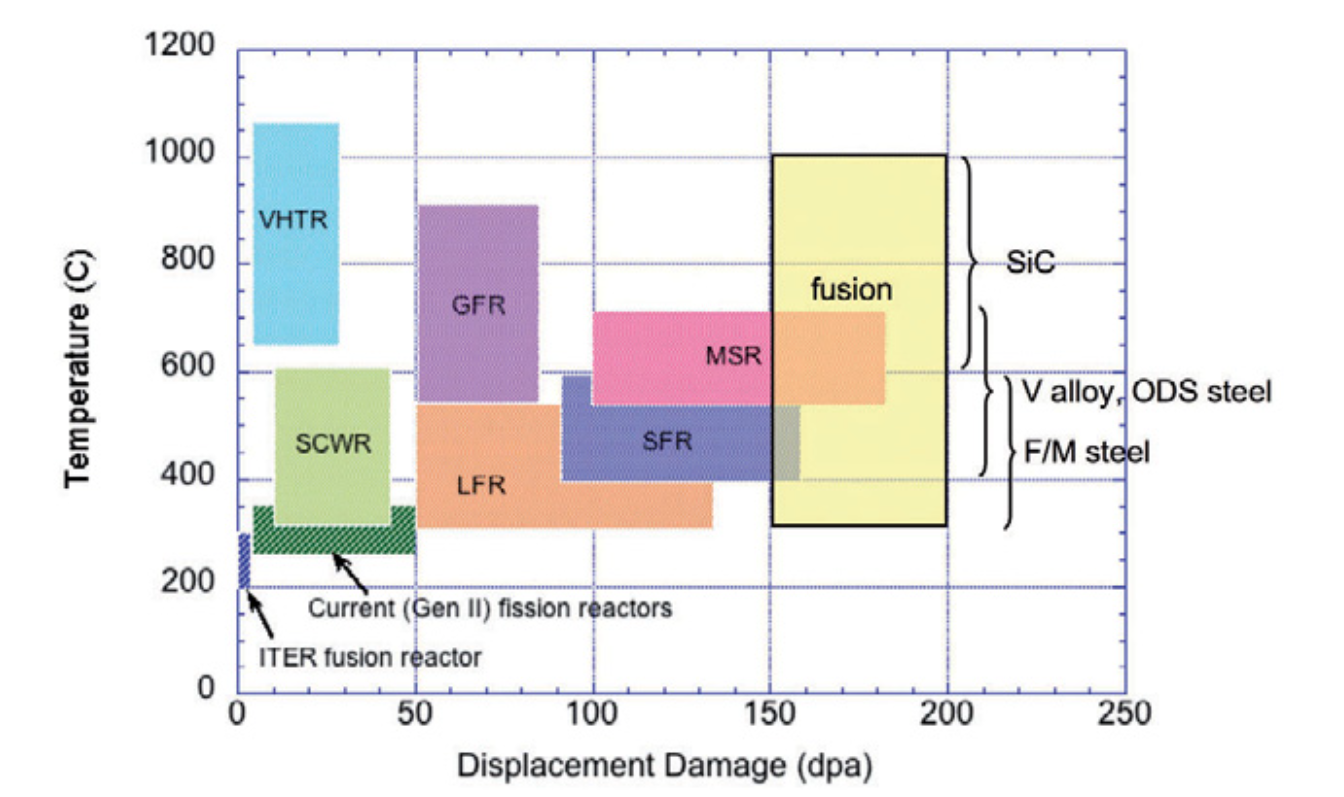 1200
1000
800
600
400
200
0
Temperature (C)
VHTR
GFR
fusion
SiC
MSR
V alloy, ODS steel
SCWR
SFR
F/M steel
LFR
Current (Gen II) fission reactors
ITER fusion reactor
0 50 100 150 200 250
Displacement Damage (dpa)